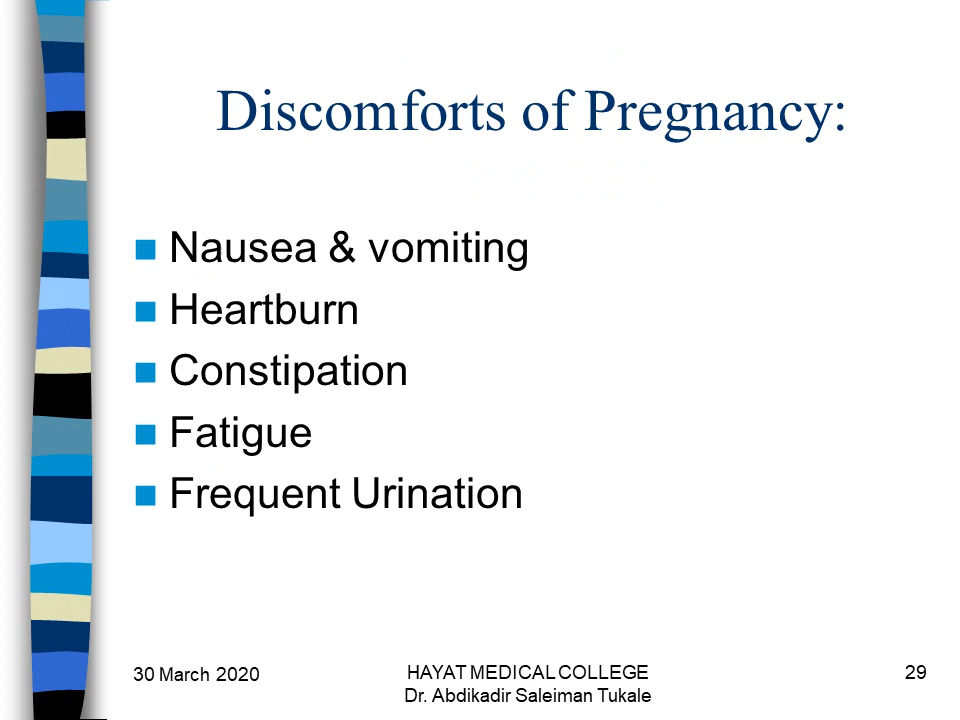 Discomforts of Pregnancy:
Nausea & vomiting
Heartburn
Constipation
Fatigue
Frequent Urination
30 March 2020
HAYAT MEDICAL COLLEGE
Dr. Abdikadir Saleiman Tukale
29